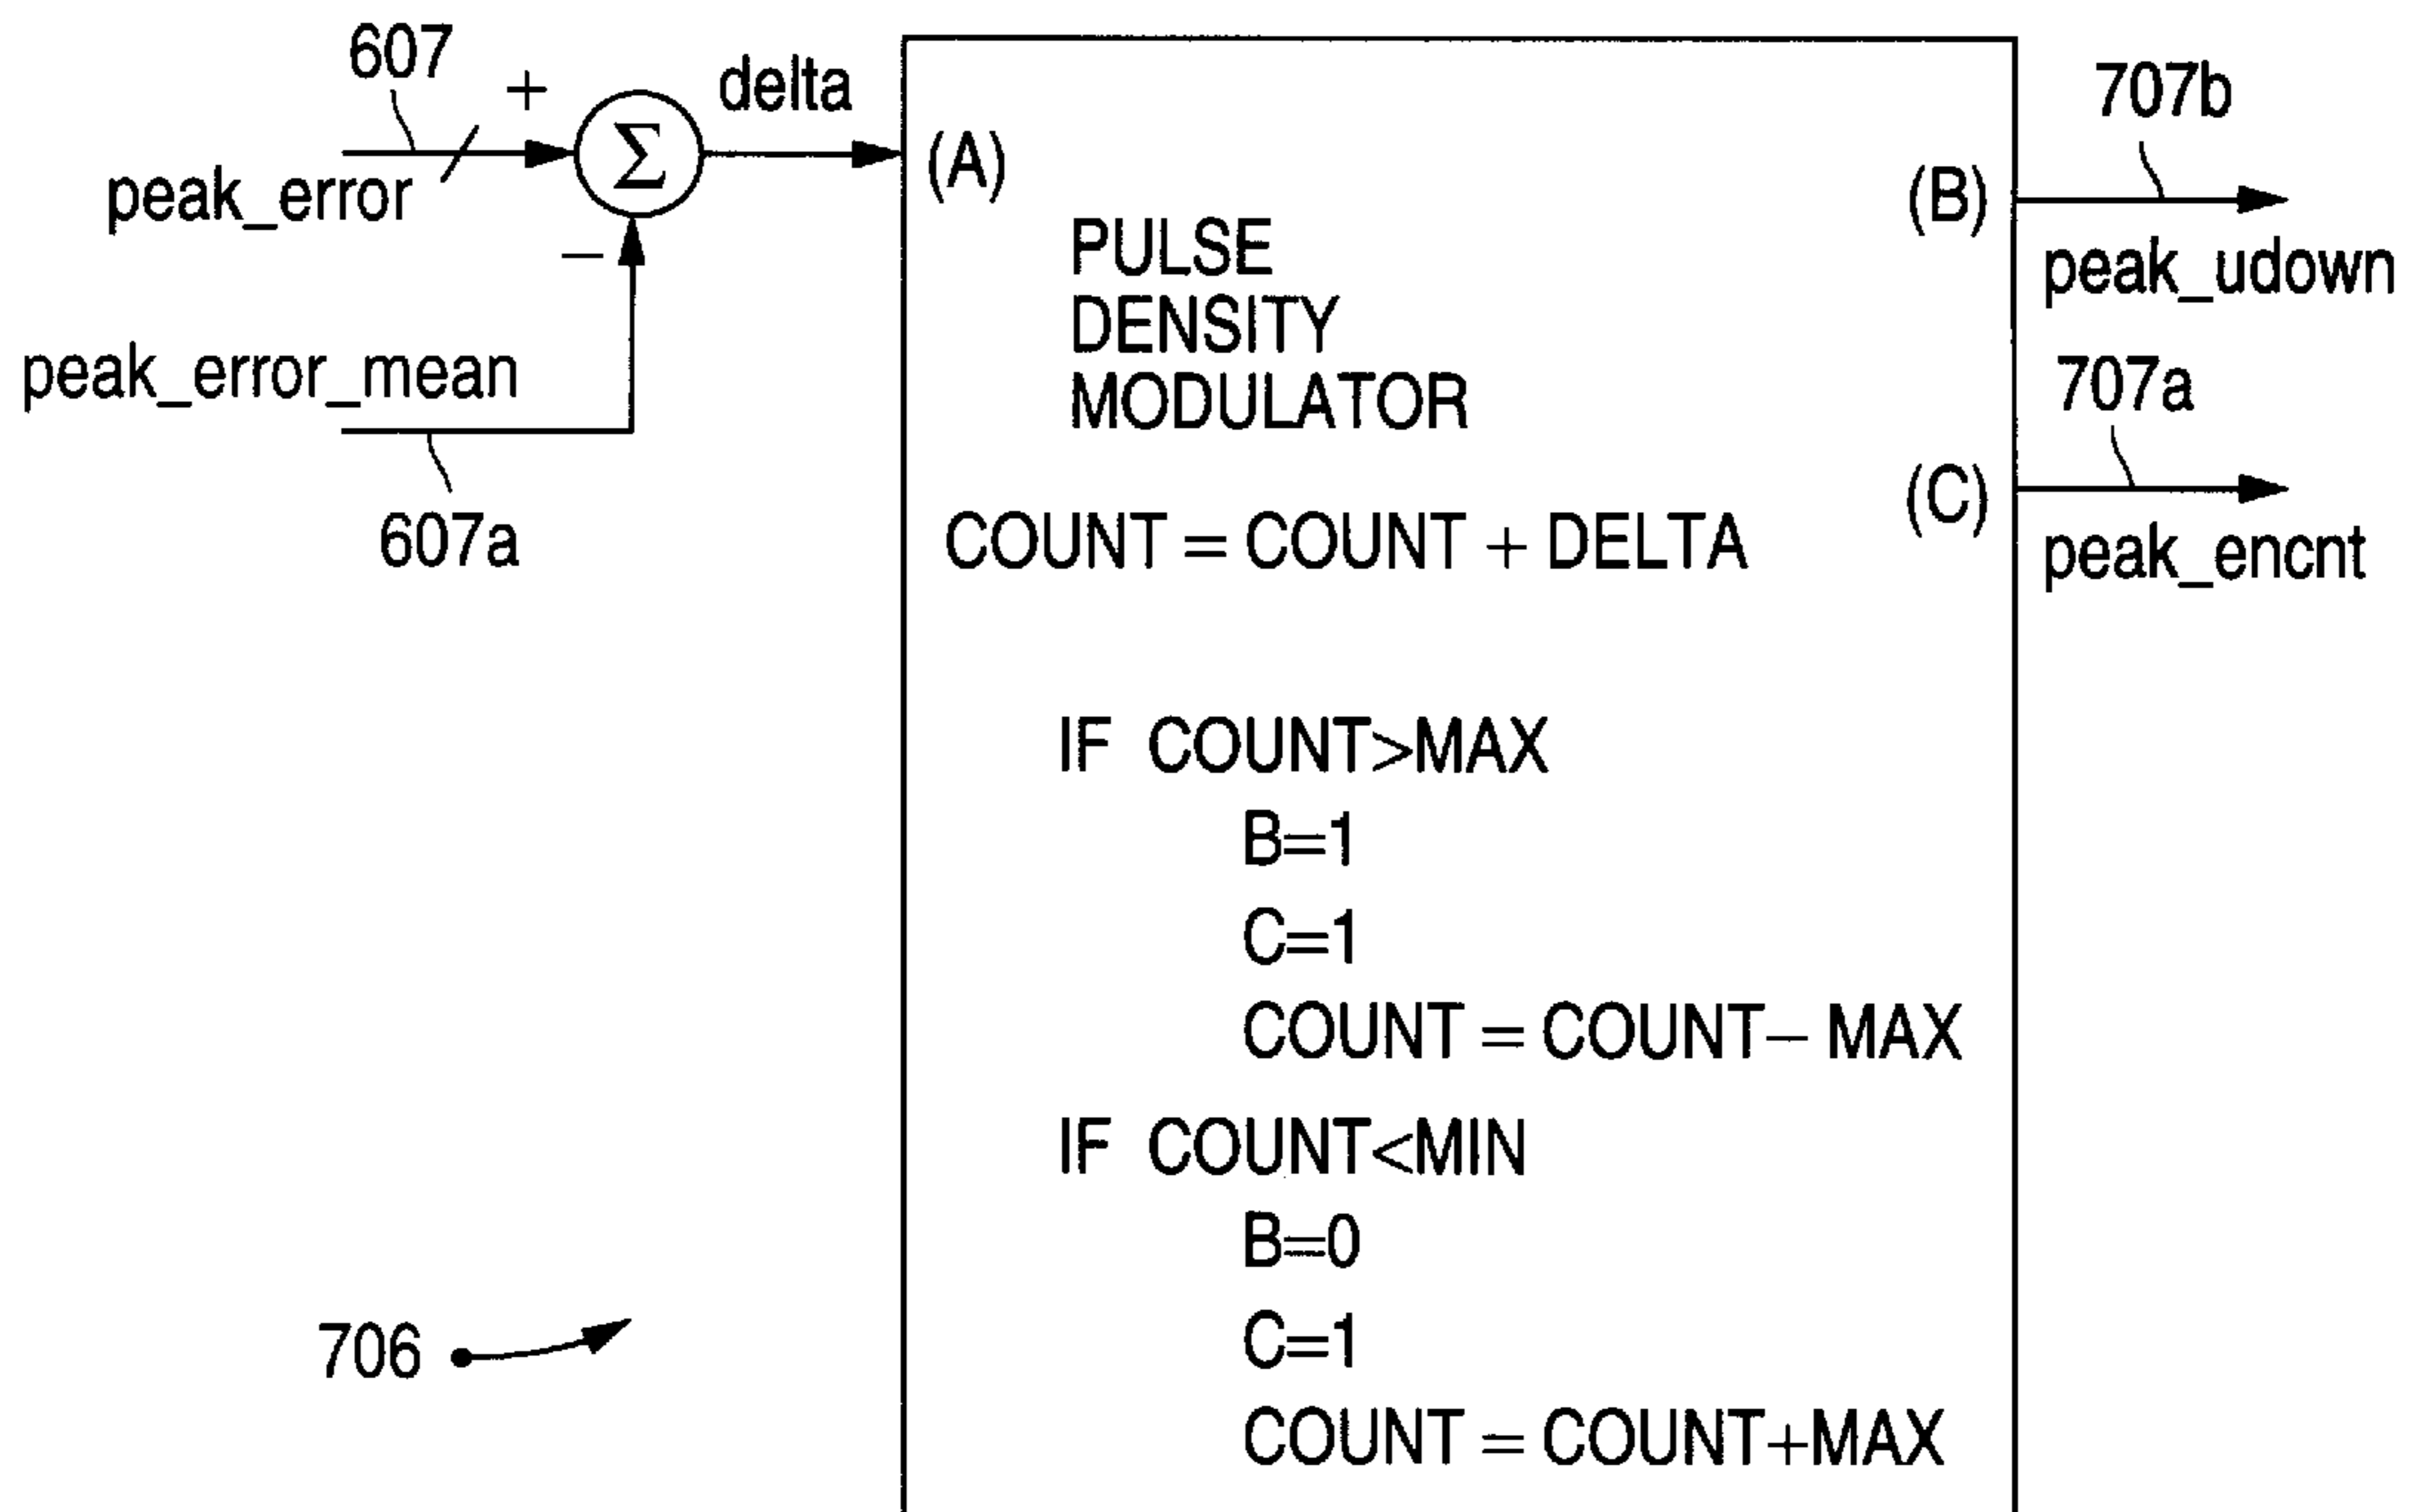 607
+
delta
peak_error
Σ
−
peak_error_mean
607a
(A)
PULSE
DENSITY
MODULATOR
COUNT = COUNT + DELTA
IF COUNT>MAX
B=1
C=1
COUNT = COUNT− MAX
IF COUNT<MIN
B=0
C=1
COUNT = COUNT+MAX
(B)
707b
peak_udown
(C)
707a
peak_encnt
706